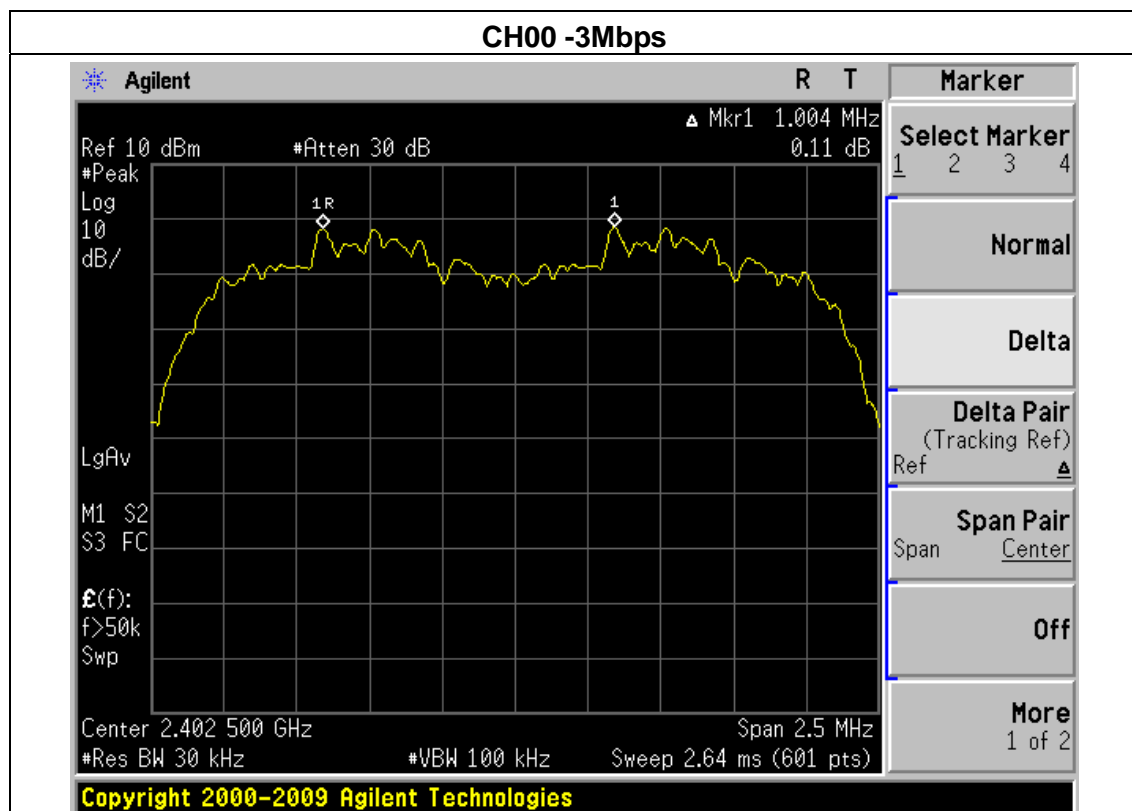 CH00 -3Mbps
Agilent R T
Marker
Δ Mkr1 1.004 MHz
Ref 10 dBm #Atten 30 dB 0.11 dB
#Peak
Log
10
dB/
1R 1
LgAv
M1 S2
S3 FC
£(f):
f>50k
Swp
Center 2.402 500 GHz Span 2.5 MHz
#Res BW 30 kHz #VBW 100 kHz Sweep 2.64 ms (601 pts)
Copyright 2000-2009 Agilent Technologies
Select Marker
1 2 3 4
Normal
Delta
Delta Pair
(Tracking Ref)
Ref Δ
Span Pair
Span Center
Off
More
1 of 2